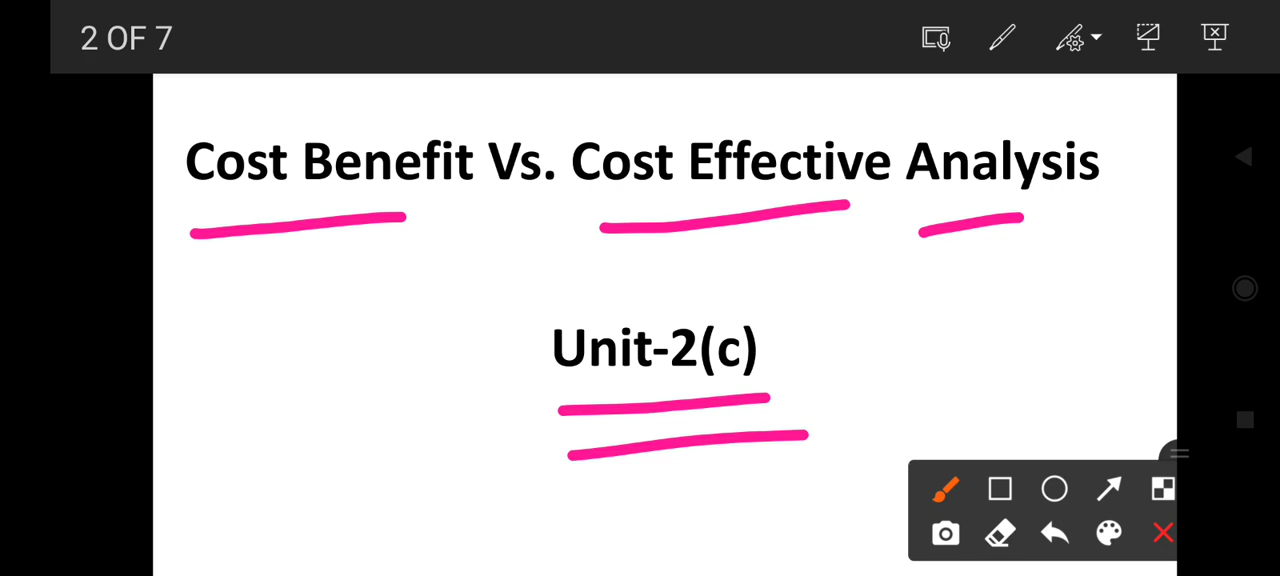 2 OF 7
Cost Benefit Vs. Cost Effective Analysis
Unit-2(c)